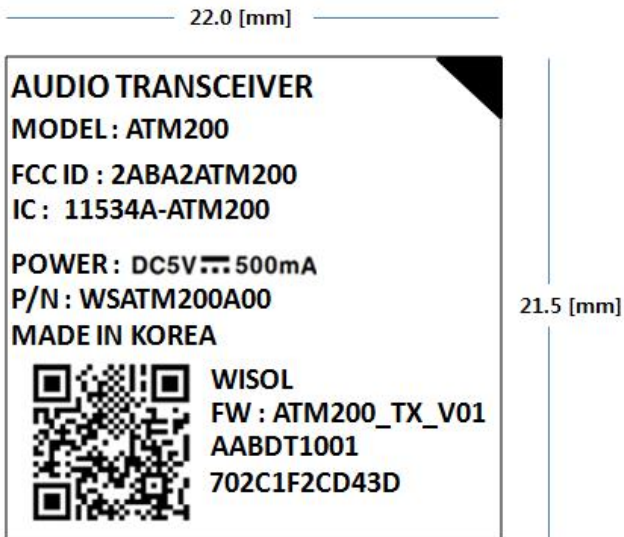 22.0 [mm]
AUDIO TRANSCEIVER
MODEL : ATM200
FCC ID : 2ABA2ATM200
IC : 11534A-ATM200
POWER : DC5V⎓500mA
P/N : WSATM200A00
MADE IN KOREA
21.5 [mm]
WISOL
FW : ATM200_TX_V01
AABDT1001
702C1F2CD43D